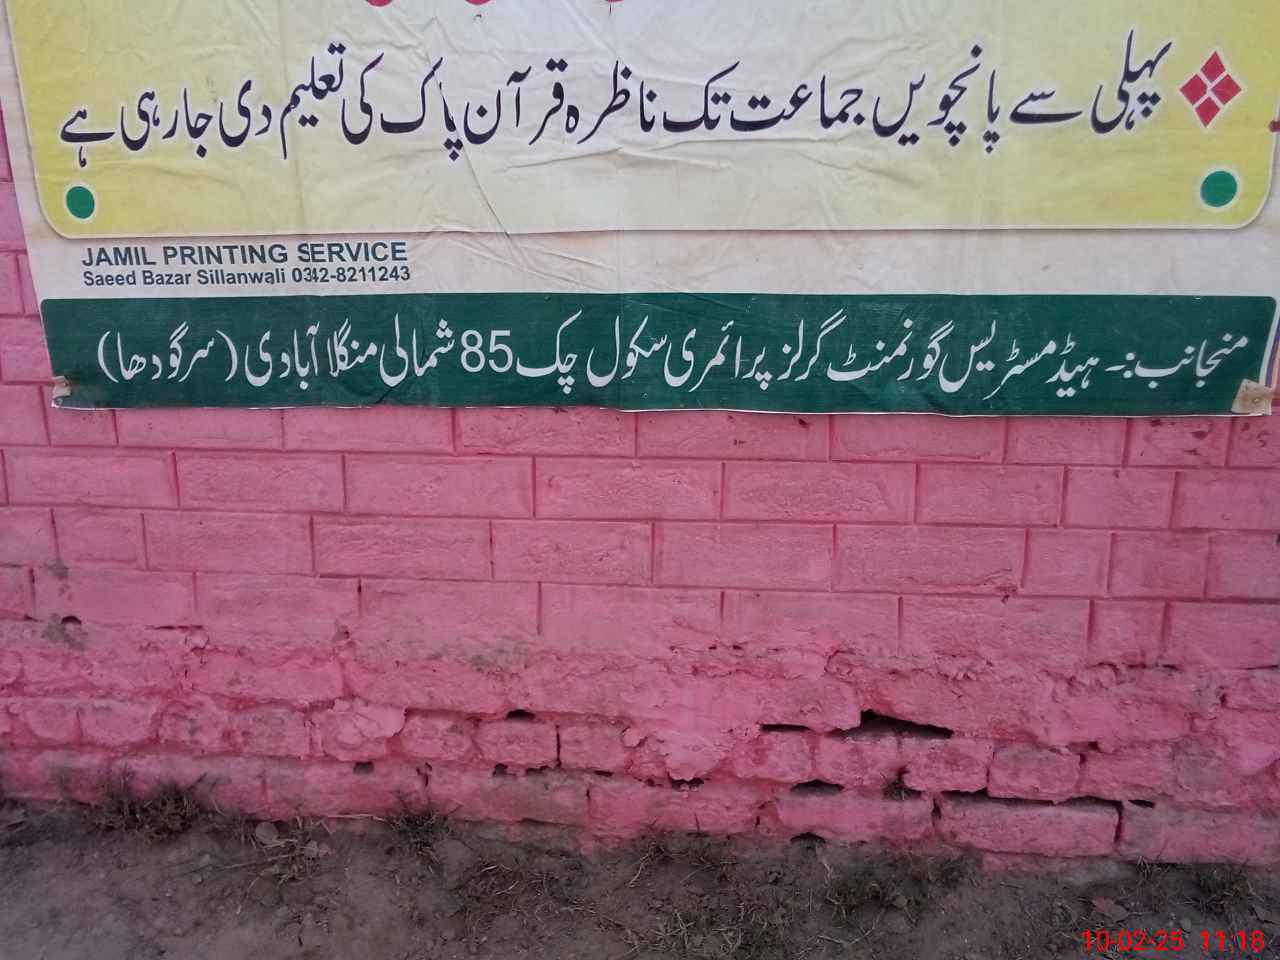 پہلی سے پانچویں جماعت تک ناظرہ قرآن پاک کی تعلیم دی جارہی ہے
JAMIL PRINTING SERVICE
Saeed Bazar Sillanwali 0342-8211243
منجانب:- ہیڈ مسٹریس گورنمنٹ گرلز پرائمری سکول چک 85 شمالی منگلا آبادی (سرگودھا)
10-02-25 11:18